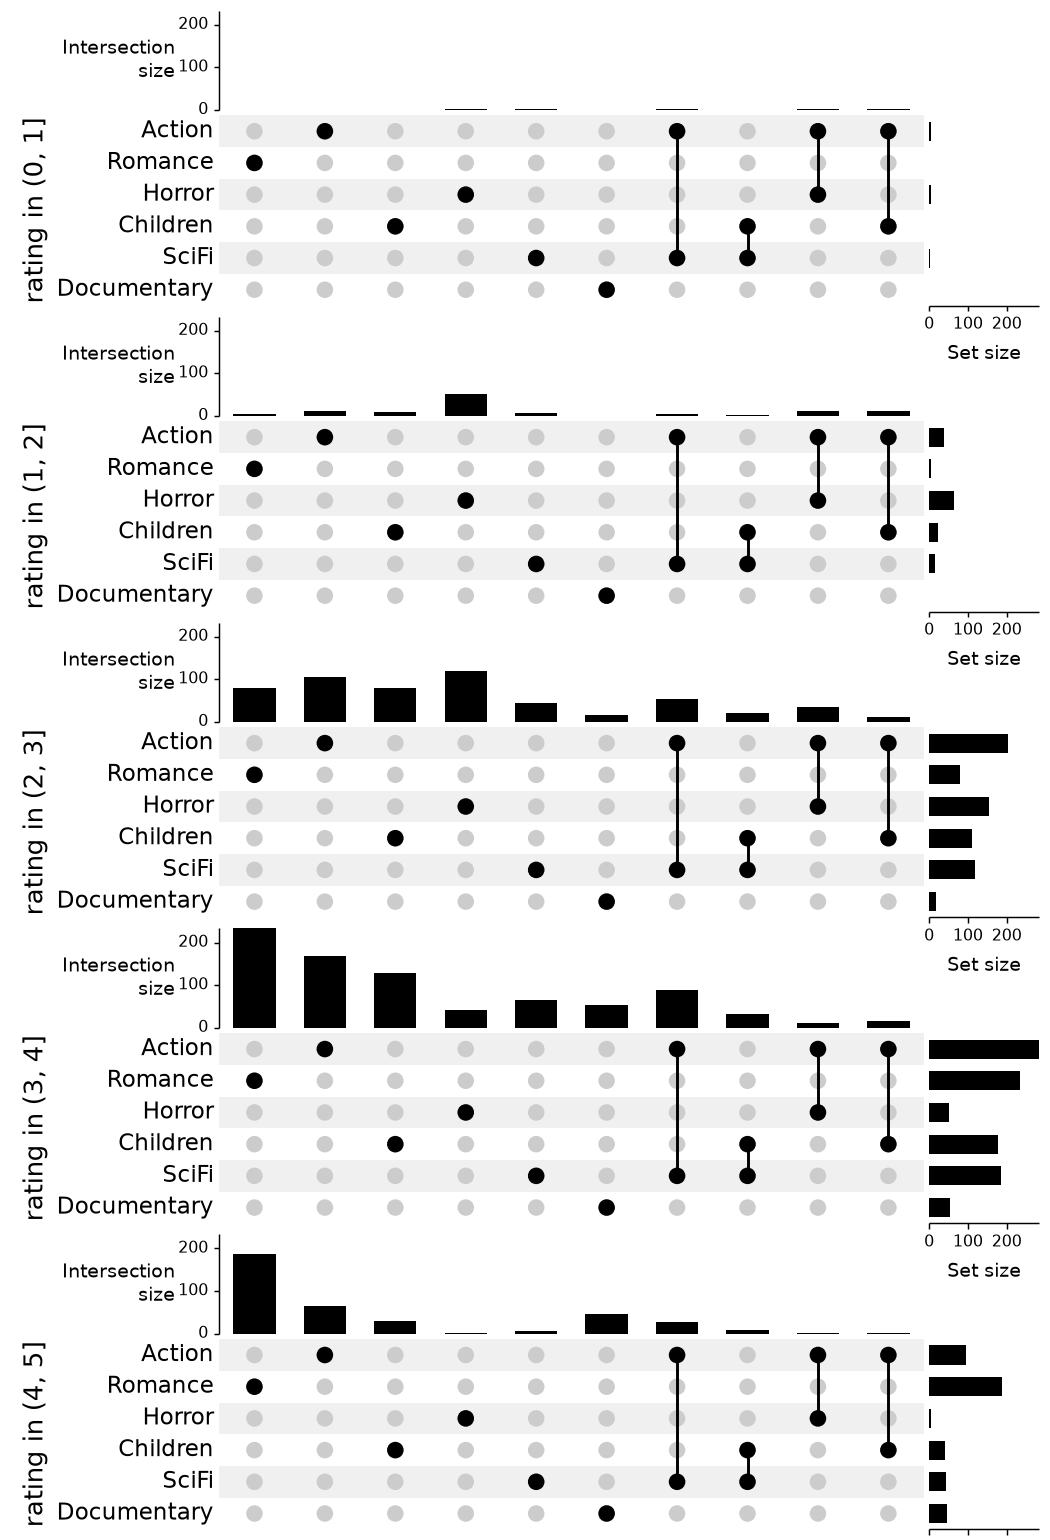 200
Intersection
size
100
0
rating in (0, 1]
Action
Romance
Horror
Children
SciFi
Documentary
0 100 200
Set size
200
Intersection
size
100
0
rating in (1, 2]
Action
Romance
Horror
Children
SciFi
Documentary
0 100 200
Set size
200
Intersection
size
100
0
rating in (2, 3]
Action
Romance
Horror
Children
SciFi
Documentary
0 100 200
Set size
200
Intersection
size
100
0
rating in (3, 4]
Action
Romance
Horror
Children
SciFi
Documentary
0 100 200
Set size
200
Intersection
size
100
0
rating in (4, 5]
Action
Romance
Horror
Children
SciFi
Documentary